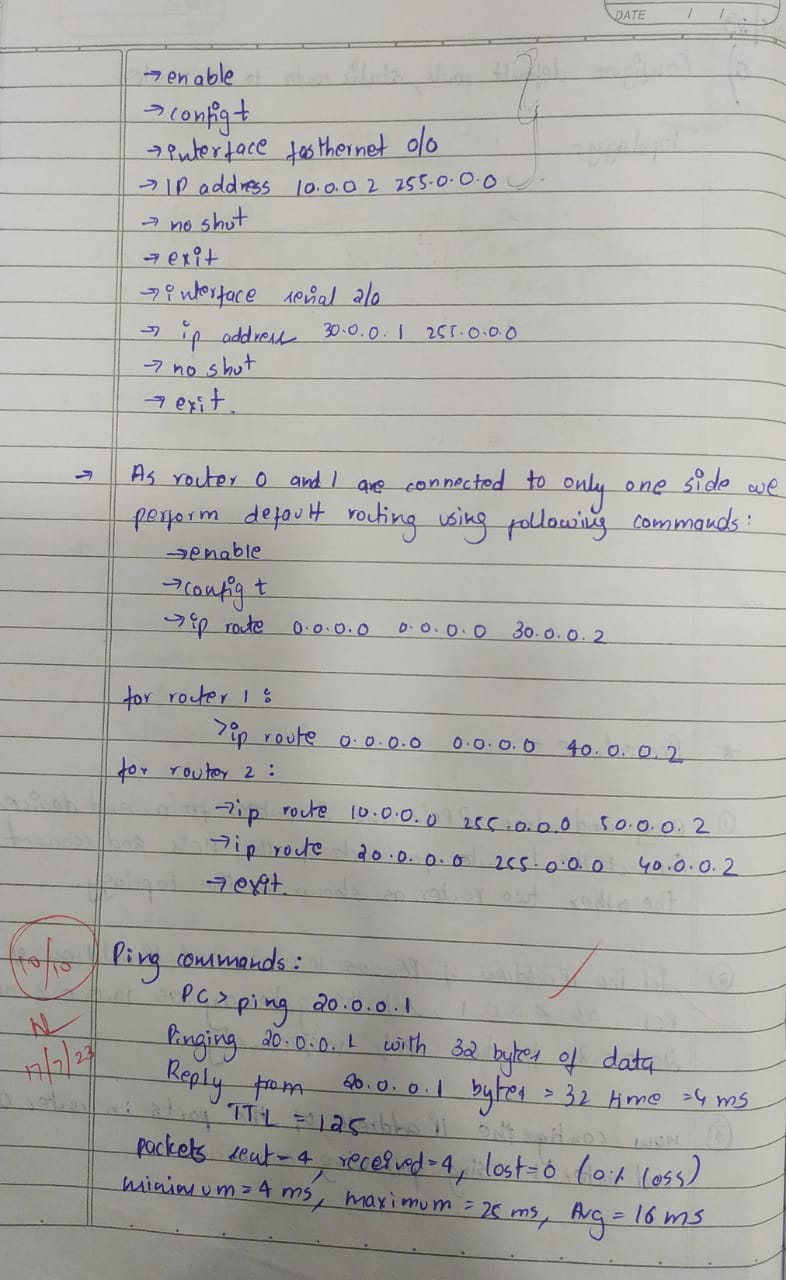 DATE / /
→ enable
→ config t
→ interface fasthernet 0/0
→ IP address 10.0.0 2 255.0.0.0
→ no shut
→ exit
→ interface serial 2/0
→ ip address 30.0.0.1 255.0.0.0
→ no shut
→ exit.
→ As router 0 and 1 are connected to only one side we
perform default routing using following commands:
→ enable
→ config t
→ ip route 0.0.0.0 0.0.0.0 30.0.0.2
for router 1 :
>ip route 0.0.0.0 0.0.0.0 40.0.0.2
for router 2 :
→ ip route 10.0.0.0 255.0.0.0 50.0.0.2
→ ip route 20.0.0.0 255.0.0.0 40.0.0.2
→ exit.
10/10 Ping commands:
PC > ping 20.0.0.1
Pinging 20.0.0.1 with 32 bytes of data
17/7/23
Reply from 20.0.0.1 bytes = 32 time =4 ms
TTL = 125
packets sent-4, received=4, lost=0 (0% loss)
minimum = 4 ms, maximum = 25 ms, Avg = 16 ms